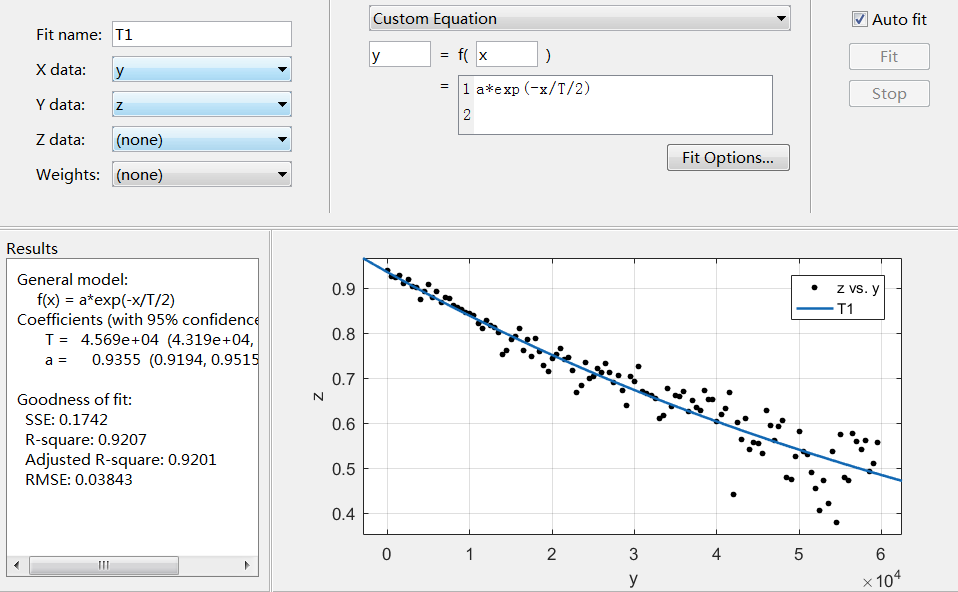 Fit name: T1
X data: y
Y data: z
Z data: (none)
Weights: (none)
Custom Equation
y = f( x )
= 1 a*exp(-x/T/2)
2
Fit Options...
Auto fit
Fit
Stop
Results
General model:
f(x) = a*exp(-x/T/2)
Coefficients (with 95% confidence
T = 4.569e+04 (4.319e+04,
a = 0.9355 (0.9194, 0.9515
Goodness of fit:
SSE: 0.1742
R-square: 0.9207
Adjusted R-square: 0.9201
RMSE: 0.03843
z vs. y
T1
0.9
0.8
0.7
0.6
0.5
0.4
z
0 1 2 3 4 5 6
y
×10⁴